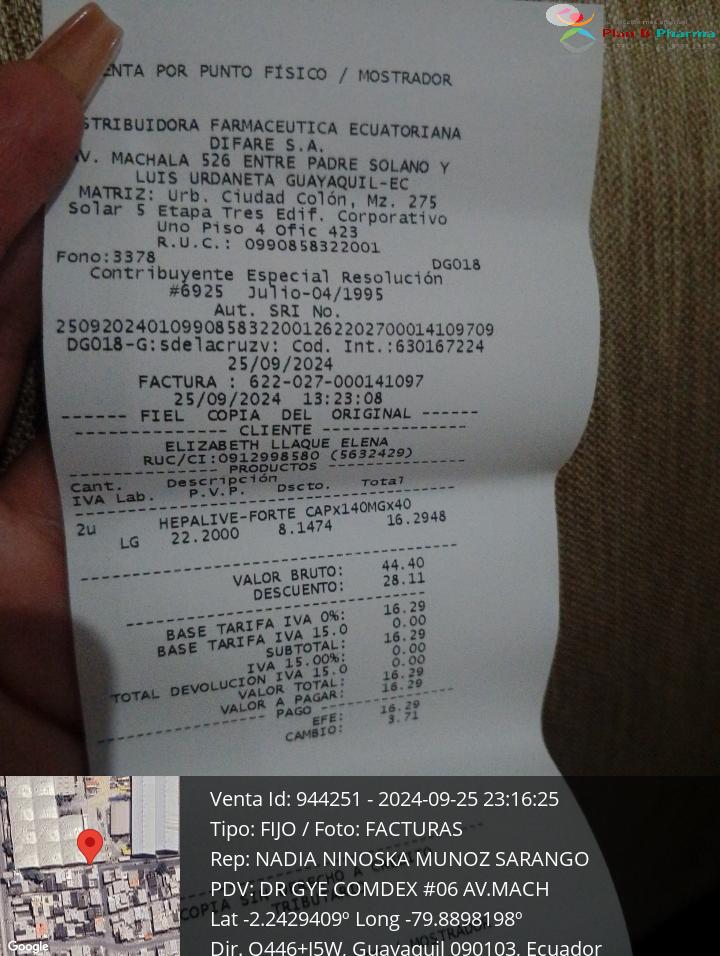 Plan B Pharma
ENTA POR PUNTO FÍSICO / MOSTRADOR
STRIBUIDORA FARMACEUTICA ECUATORIANA
DIFARE S.A.
V. MACHALA 526 ENTRE PADRE SOLANO Y
LUIS URDANETA GUAYAQUIL-EC
MATRIZ: Urb. Ciudad Colón, Mz. 275
Solar 5 Etapa Tres Edif. Corporativo
Uno Piso 4 Ofic 423
R.U.C.: 0990858322001
Fono:3378 DG018
Contribuyente Especial Resolución
#6925 Julio-04/1995
Aut. SRI No.
2509202401099085832200126220270001410970​9
DG018-G:sdelacruzv: Cod. Int.:630167224
25/09/2024
FACTURA : 622-027-000141097
25/09/2024 13:23:08
------ FIEL COPIA DEL ORIGINAL ------
--------------- CLIENTE ---------------
ELIZABETH LLAQUE ELENA
RUC/CI:0912998580 (5632429)
--------------- PRODUCTOS ---------------
Cant. Descripción
IVA Lab. P.V.P. Dscto. Total
2u HEPALIVE-FORTE CAPx140MGx40
LG 22.2000 8.1474 16.2948
VALOR BRUTO: 44.40
DESCUENTO: 28.11
BASE TARIFA IVA 0%: 16.29
BASE TARIFA IVA 15.0 0.00
SUBTOTAL: 16.29
IVA 15.00%: 0.00
TOTAL DEVOLUCION IVA 15.0 0.00
VALOR TOTAL: 16.29
VALOR A PAGAR: 16.29
--------------- PAGO ---------------
EFE: 16.29
CAMBIO: 3.71
COPIA SIN DERECHO A CREDITO
TRIBUTA
MOSTRADO
Venta Id: 944251 - 2024-09-25 23:16:25
Tipo: FIJO / Foto: FACTURAS
Rep: NADIA NINOSKA MUNOZ SARANGO
PDV: DR GYE COMDEX #06 AV.MACH
Lat -2.2429409º Long -79.8898198º
Dir. Q446+J5W, Guayaquil 090103, Ecuador
Google